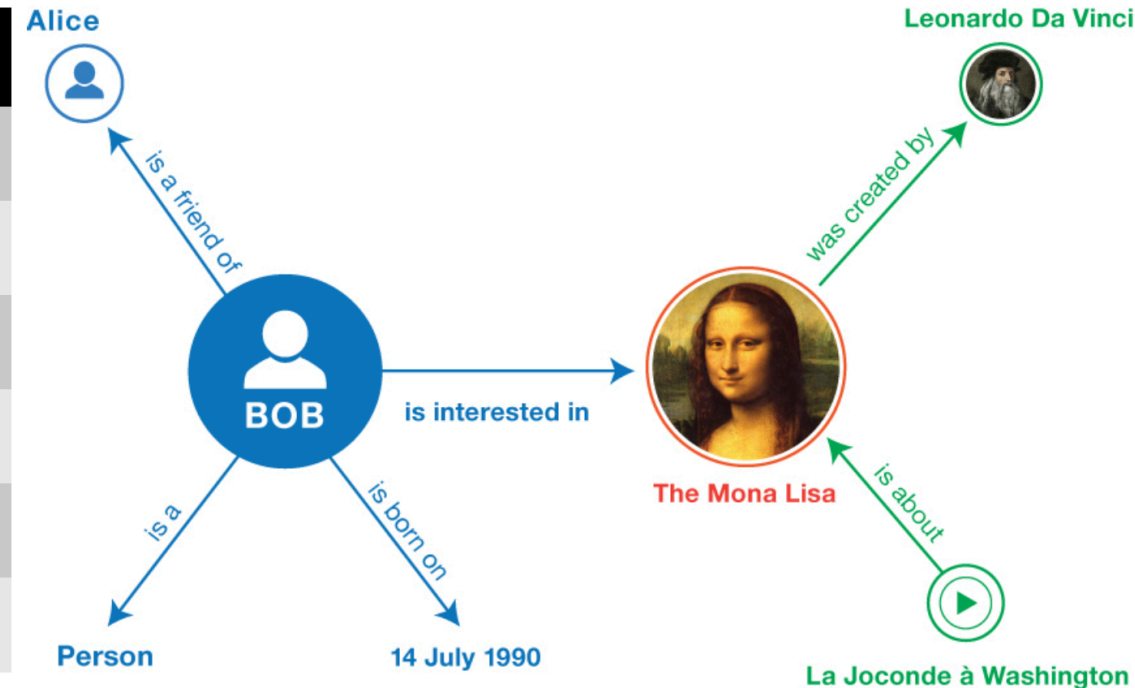 Alice
Leonardo Da Vinci
is a friend of
was created by
BOB
is interested in
The Mona Lisa
is a
is born on
is about
Person
14 July 1990
La Joconde à Washington